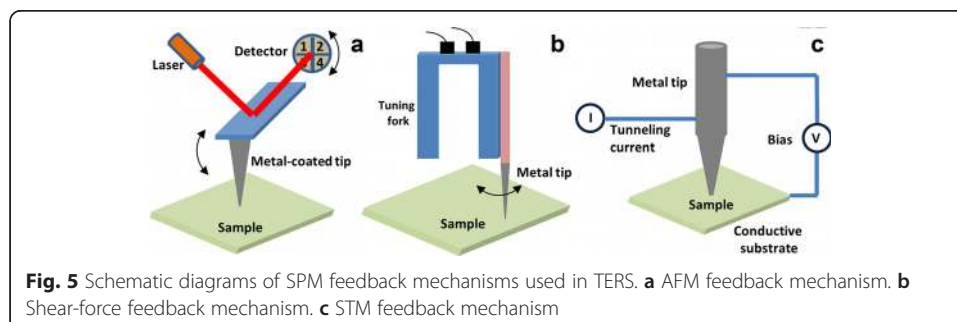 Laser
Detector
1 2
4
a
Metal-coated tip
Sample
b
Tuning
fork
Metal tip
Sample
c
Metal tip
I
Tunneling
current
Bias
V
Sample
Conductive
substrate
Fig. 5 Schematic diagrams of SPM feedback mechanisms used in TERS. a AFM feedback mechanism. b
Shear-force feedback mechanism. c STM feedback mechanism